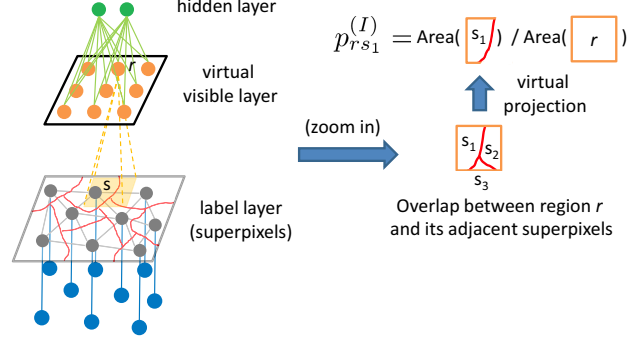 hidden layer
r
virtual
visible layer
s
label layer
(superpixels)
(zoom in)
p_{rs_1}^{(I)} = Area( s₁ ) / Area( r )
virtual
projection
s₁ s₂
s₃
Overlap between region r
and its adjacent superpixels